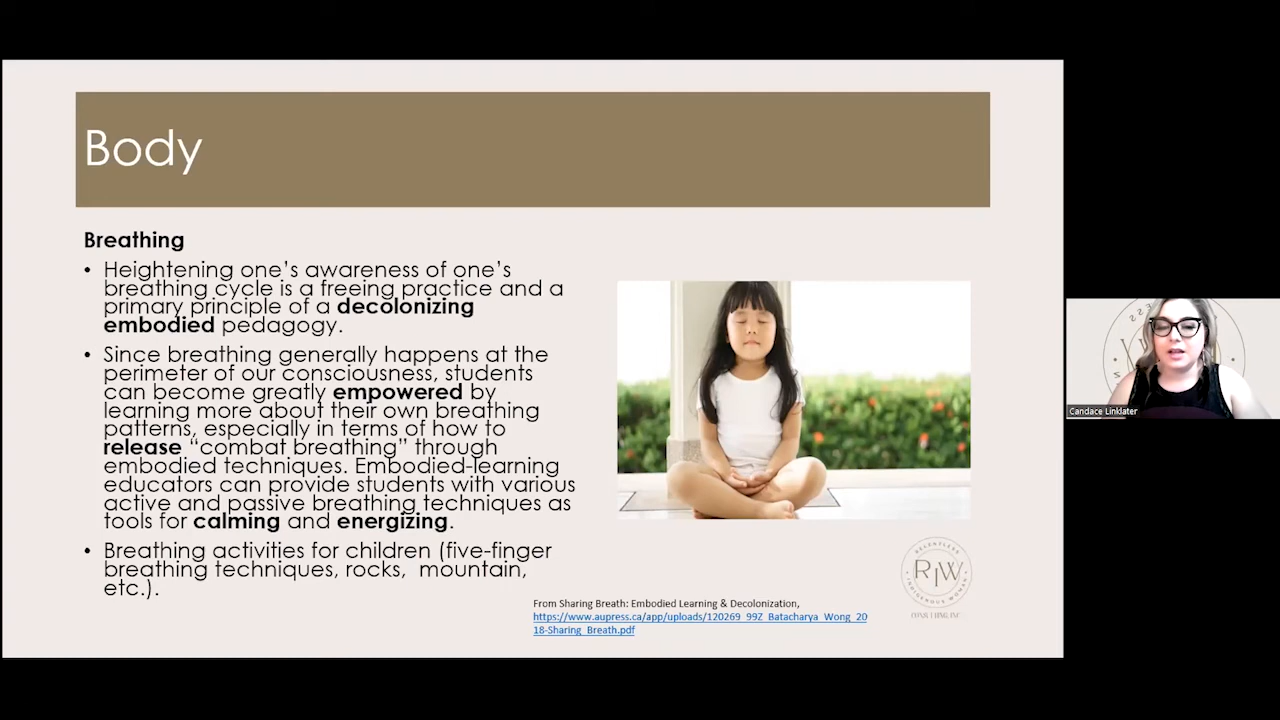 Body
Breathing
• Heightening one's awareness of one's
breathing cycle is a freeing practice and a
primary principle of a decolonizing
embodied pedagogy.
• Since breathing generally happens at the
perimeter of our consciousness, students
can become greatly empowered by
learning more about their own breathing
patterns, especially in terms of how to
release “combat breathing” through
embodied techniques. Embodied-learning
educators can provide students with various
active and passive breathing techniques as
tools for calming and energizing.
• Breathing activities for children (five-finger
breathing techniques, rocks,  mountain,
etc.).
From Sharing Breath: Embodied Learning & Decolonization,
https://www.aupress.ca/app/uploads/120269_99Z_Batacharya_Wong_20
18-Sharing_Breath.pdf
RELENTLESS
RIW
INDIGENOUS WOMAN
CONSULTING INC
Candace Linklater